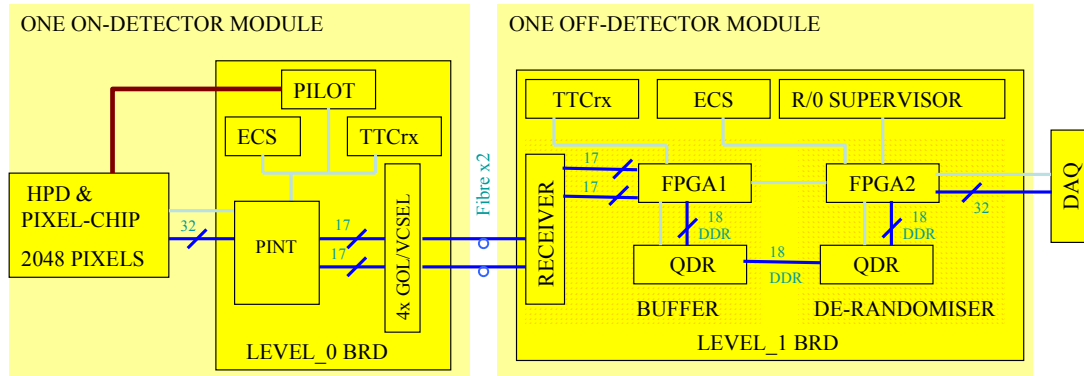 ONE ON-DETECTOR MODULE
ONE OFF-DETECTOR MODULE
PILOT
ECS
TTCrx
HPD &
PIXEL-CHIP
2048 PIXELS
32
PINT
17
17
4x GOL/VCSEL
LEVEL_0 BRD
Fibre x2
TTCrx
ECS
R/0 SUPERVISOR
RECEIVER
17
17
FPGA1
FPGA2
32
DAQ
18
DDR
18
DDR
QDR
18
DDR
QDR
BUFFER
DE-RANDOMISER
LEVEL_1 BRD